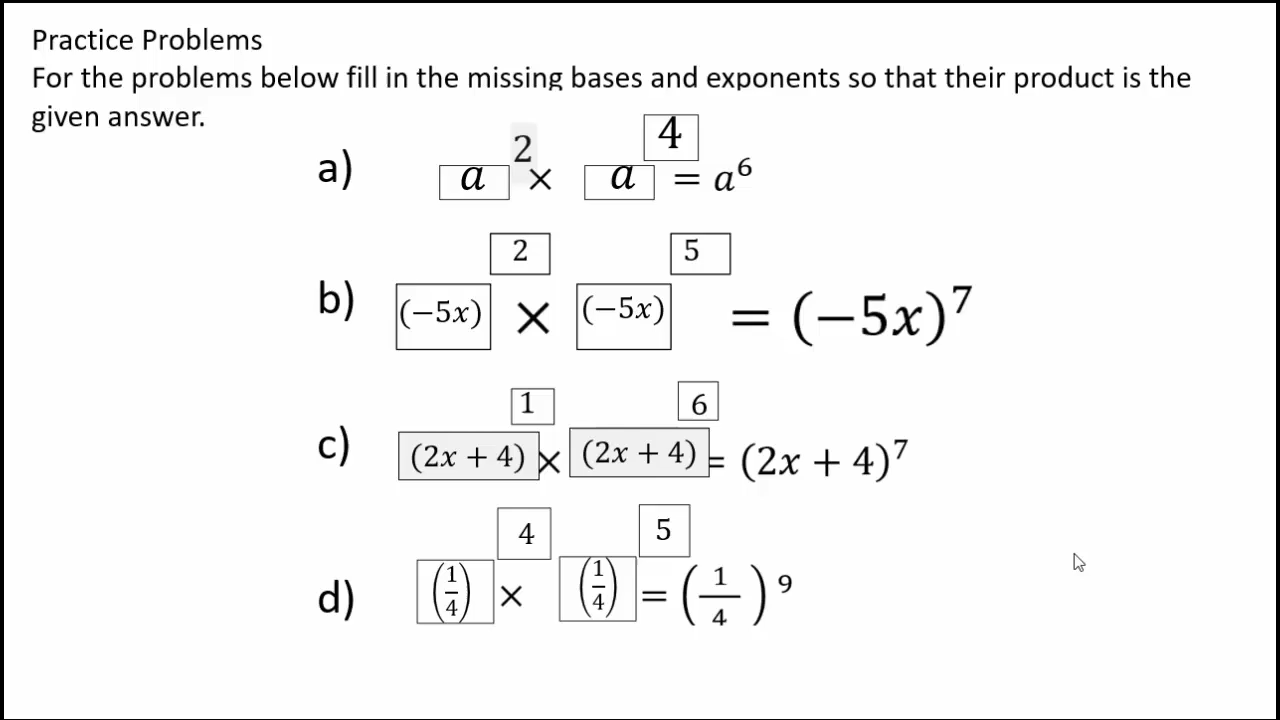 Practice Problems
For the problems below fill in the missing bases and exponents so that their product is the
given answer.
a) a² × a⁴ = a⁶
b) (−5x)² × (−5x)⁵ = (−5x)⁷
c) (2x + 4)¹ × (2x + 4)⁶ = (2x + 4)⁷
d) (1/4)⁴ × (1/4)⁵ = (1/4)⁹